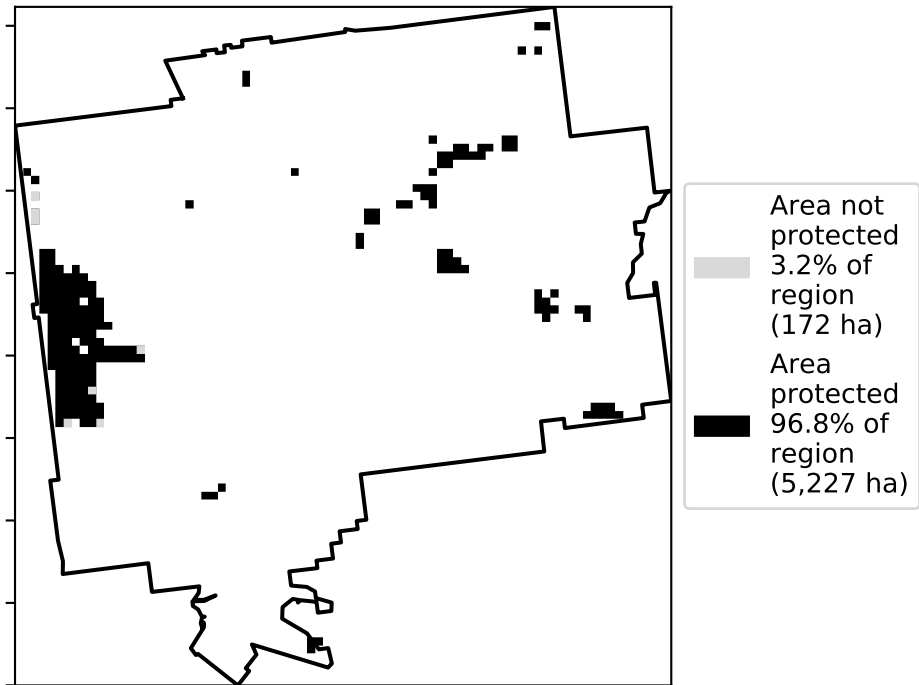 Area not
protected
3.2% of
region
(172 ha)
Area
protected
96.8% of
region
(5,227 ha)